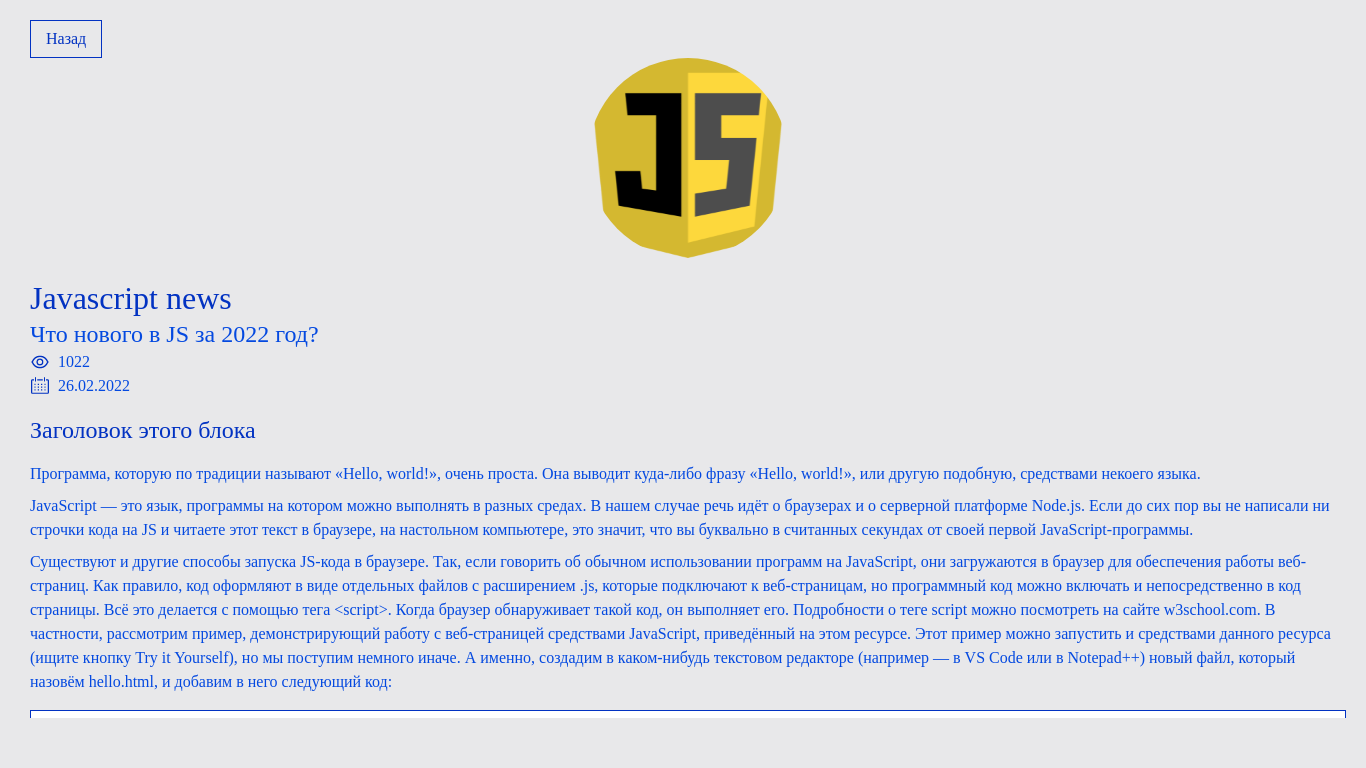 Назад
JS
Javascript news
Что нового в JS за 2022 год?
1022
26.02.2022
Заголовок этого блока
Программа, которую по традиции называют «Hello, world!», очень проста. Она выводит куда-либо фразу «Hello, world!», или другую подобную, средствами некоего языка.
JavaScript — это язык, программы на котором можно выполнять в разных средах. В нашем случае речь идёт о браузерах и о серверной платформе Node.js. Если до сих пор вы не написали ни
строчки кода на JS и читаете этот текст в браузере, на настольном компьютере, это значит, что вы буквально в считанных секундах от своей первой JavaScript-программы.
Существуют и другие способы запуска JS-кода в браузере. Так, если говорить об обычном использовании программ на JavaScript, они загружаются в браузер для обеспечения работы веб-
страниц. Как правило, код оформляют в виде отдельных файлов с расширением .js, которые подключают к веб-страницам, но программный код можно включать и непосредственно в код
страницы. Всё это делается с помощью тега <script>. Когда браузер обнаруживает такой код, он выполняет его. Подробности о теге script можно посмотреть на сайте w3school.com. В
частности, рассмотрим пример, демонстрирующий работу с веб-страницей средствами JavaScript, приведённый на этом ресурсе. Этот пример можно запустить и средствами данного ресурса
(ищите кнопку Try it Yourself), но мы поступим немного иначе. А именно, создадим в каком-нибудь текстовом редакторе (например — в VS Code или в Notepad++) новый файл, который
назовём hello.html, и добавим в него следующий код: